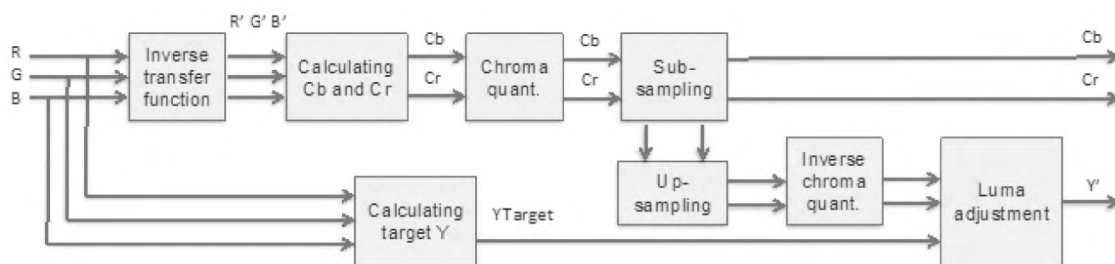 R' G' B'
R
G
B
Inverse
transfer
function
Calculating
Cb and Cr
Cb
Cr
Chroma
quant.
Cb
Cr
Sub-
sampling
Cb
Cr
Up-
sampling
Inverse
chroma
quant.
Luma
adjustment
Y'
Calculating
target Y
YTarget